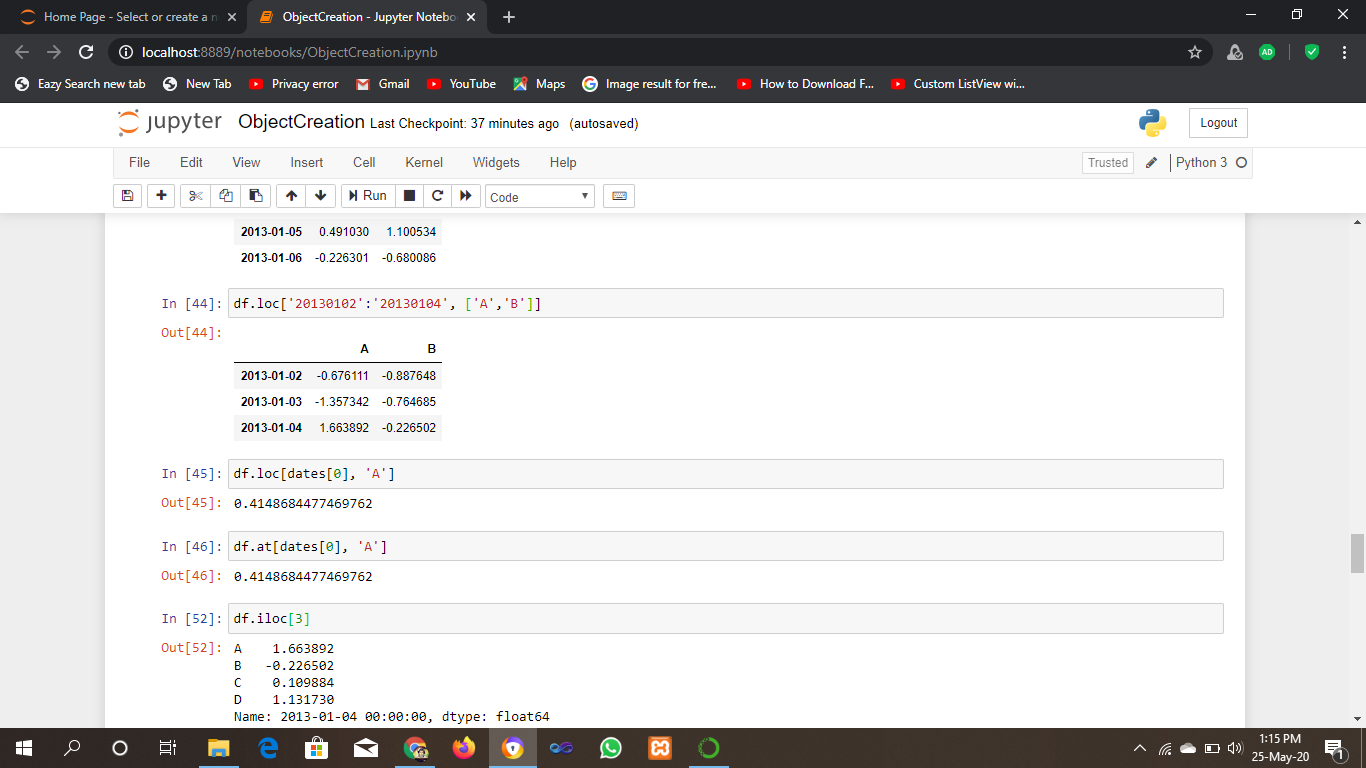 Home Page - Select or create a n
ObjectCreation - Jupyter Notebo
localhost:8889/notebooks/ObjectCreation.ipynb
AD
Eazy Search new tab
New Tab
Privacy error
Gmail
YouTube
Maps
Image result for fre...
How to Download F...
Custom ListView wi...
jupyter ObjectCreation Last Checkpoint: 37 minutes ago (autosaved)
Logout
File Edit View Insert Cell Kernel Widgets Help
Trusted
Python 3
Run
Code
2013-01-05 0.491030 1.100534
2013-01-06 -0.226301 -0.680086
In [44]: df.loc['20130102':'20130104', ['A','B']]
Out[44]:
A B
2013-01-02 -0.676111 -0.887648
2013-01-03 -1.357342 -0.764685
2013-01-04 1.663892 -0.226502
In [45]: df.loc[dates[0], 'A']
Out[45]: 0.4148684477469762
In [46]: df.at[dates[0], 'A']
Out[46]: 0.4148684477469762
In [52]: df.iloc[3]
Out[52]: A 1.663892
B -0.226502
C 0.109884
D 1.131730
Name: 2013-01-04 00:00:00, dtype: float64
1:15 PM
25-May-20
1